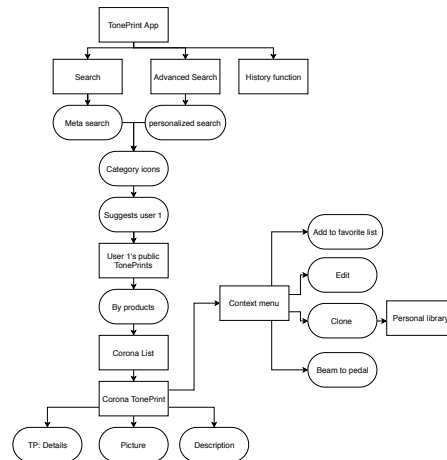 TonePrint App
Search
Advanced Search
History function
Meta search
personalized search
Category icons
Suggests user 1
User 1's public
TonePrints
By products
Corona List
Corona TonePrint
TP: Details
Picture
Description
Context menu
Add to favorite list
Edit
Clone
Personal library
Beam to pedal